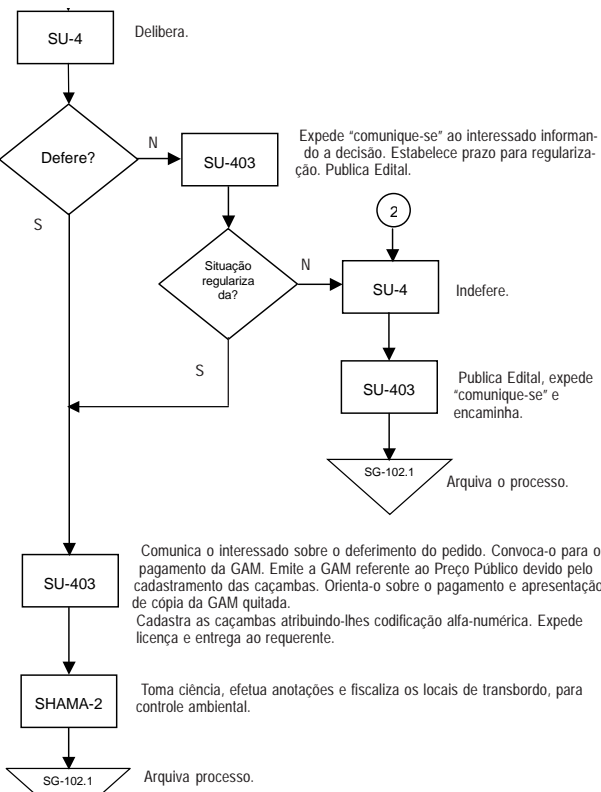 SU-4
Delibera.
Defere?
N
SU-403
Expede “comunique-se” ao interessado informan-
do a decisão. Estabelece prazo para regulariza-
ção. Publica Edital.
2
S
Situação
regulariza
da?
N
SU-4
Indefere.
S
SU-403
Publica Edital, expede
“comunique-se” e
encaminha.
SG-102.1
Arquiva o processo.
SU-403
Comunica o interessado sobre o deferimento do pedido. Convoca-o para o
pagamento da GAM. Emite a GAM referente ao Preço Público devido pelo
cadastramento das caçambas. Orienta-o sobre o pagamento e apresentação
de cópia da GAM quitada.
Cadastra as caçambas atribuindo-lhes codificação alfa-numérica. Expede
licença e entrega ao requerente.
SHAMA-2
Toma ciência, efetua anotações e fiscaliza os locais de transbordo, para
controle ambiental.
SG-102.1
Arquiva processo.